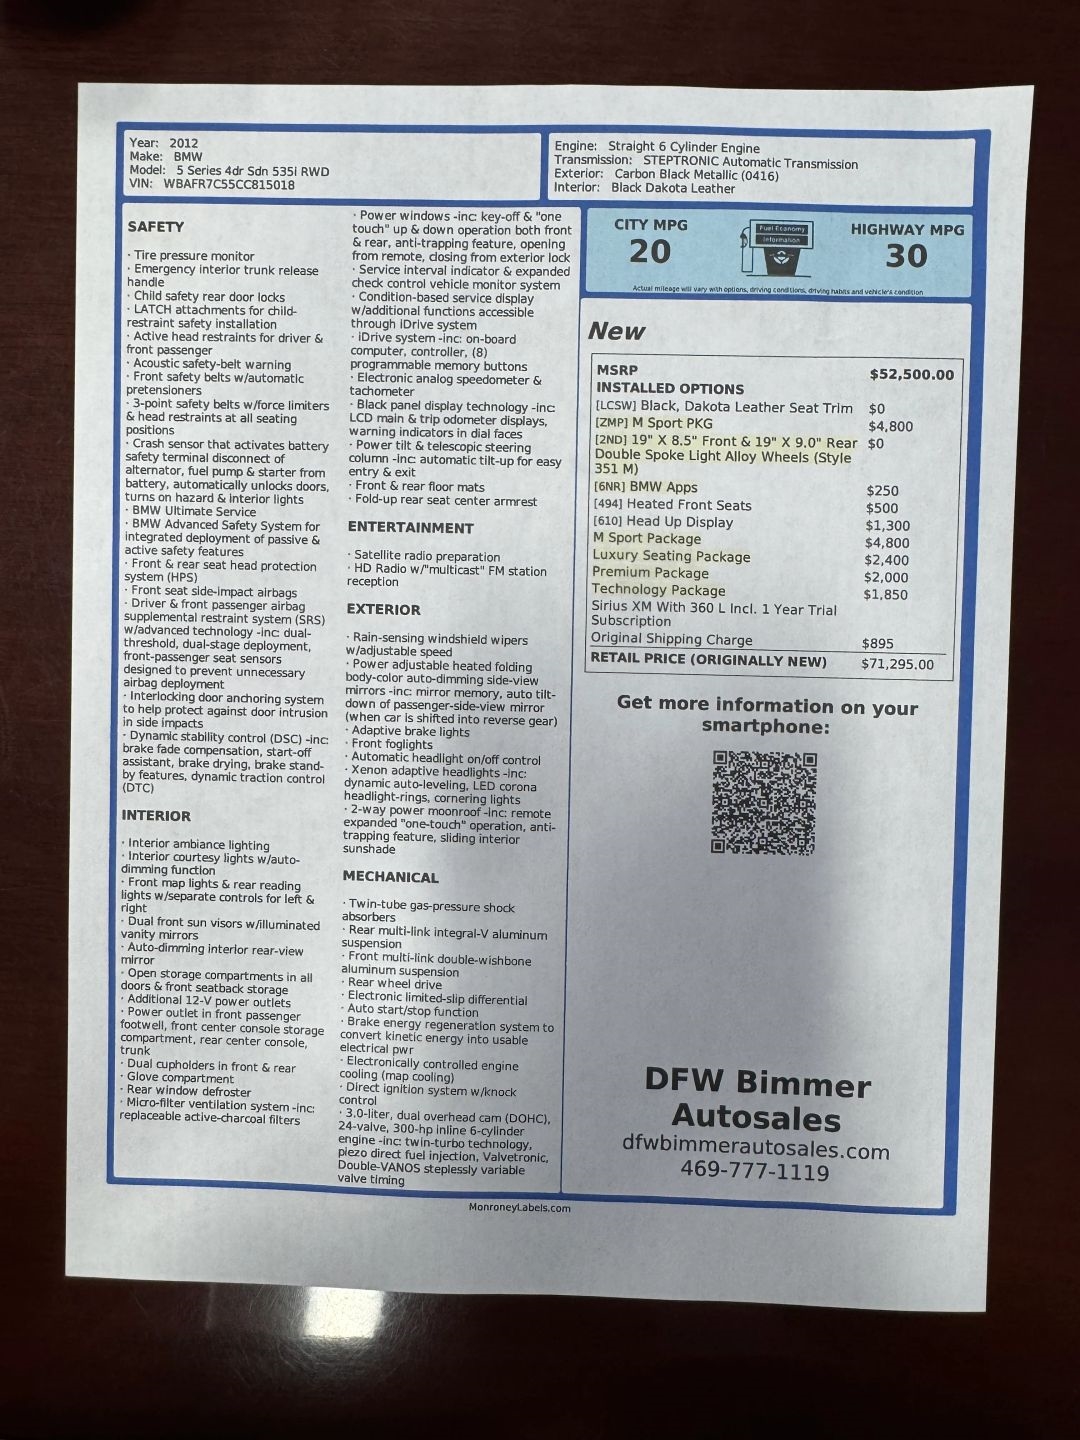 Year: 2012
Make: BMW
Model: 5 Series 4dr Sdn 535i RWD
VIN: WBAFR7C55CC815018
Engine: Straight 6 Cylinder Engine
Transmission: STEPTRONIC Automatic Transmission
Exterior: Carbon Black Metallic (0416)
Interior: Black Dakota Leather
SAFETY
· Tire pressure monitor
· Emergency interior trunk release
handle
· Child safety rear door locks
· LATCH attachments for child-
restraint safety installation
· Active head restraints for driver &
front passenger
· Acoustic safety-belt warning
· Front safety belts w/automatic
pretensioners
· 3-point safety belts w/force limiters
& head restraints at all seating
positions
· Crash sensor that activates battery
safety terminal disconnect of
alternator, fuel pump & starter from
battery, automatically unlocks doors,
turns on hazard & interior lights
· BMW Ultimate Service
· BMW Advanced Safety System for
integrated deployment of passive &
active safety features
· Front & rear seat head protection
system (HPS)
· Front seat side-impact airbags
· Driver & front passenger airbag
supplemental restraint system (SRS)
w/advanced technology -inc: dual-
threshold, dual-stage deployment,
front-passenger seat sensors
designed to prevent unnecessary
airbag deployment
· Interlocking door anchoring system
to help protect against door intrusion
in side impacts
· Dynamic stability control (DSC) -inc:
brake fade compensation, start-off
assistant, brake drying, brake stand-
by features, dynamic traction control
(DTC)
INTERIOR
· Interior ambiance lighting
· Interior courtesy lights w/auto-
dimming function
· Front map lights & rear reading
lights w/separate controls for left &
right
· Dual front sun visors w/illuminated
vanity mirrors
· Auto-dimming interior rear-view
mirror
· Open storage compartments in all
doors & front seatback storage
· Additional 12-V power outlets
· Power outlet in front passenger
footwell, front center console storage
compartment, rear center console,
trunk
· Dual cupholders in front & rear
· Glove compartment
· Rear window defroster
· Micro-filter ventilation system -inc:
replaceable active-charcoal filters
· Power windows -inc: key-off & "one
touch" up & down operation both front
& rear, anti-trapping feature, opening
from remote, closing from exterior lock
· Service interval indicator & expanded
check control vehicle monitor system
· Condition-based service display
w/additional functions accessible
through iDrive system
· iDrive system -inc: on-board
computer, controller, (8)
programmable memory buttons
· Electronic analog speedometer &
tachometer
· Black panel display technology -inc:
LCD main & trip odometer displays,
warning indicators in dial faces
· Power tilt & telescopic steering
column -inc: automatic tilt-up for easy
entry & exit
· Front & rear floor mats
· Fold-up rear seat center armrest
ENTERTAINMENT
· Satellite radio preparation
· HD Radio w/"multicast" FM station
reception
EXTERIOR
· Rain-sensing windshield wipers
w/adjustable speed
· Power adjustable heated folding
body-color auto-dimming side-view
mirrors -inc: mirror memory, auto tilt-
down of passenger-side-view mirror
(when car is shifted into reverse gear)
· Adaptive brake lights
· Front foglights
· Automatic headlight on/off control
· Xenon adaptive headlights -inc:
dynamic auto-leveling, LED corona
headlight-rings, cornering lights
· 2-way power moonroof -inc: remote
expanded "one-touch" operation, anti-
trapping feature, sliding interior
sunshade
MECHANICAL
· Twin-tube gas-pressure shock
absorbers
· Rear multi-link integral-V aluminum
suspension
· Front multi-link double-wishbone
aluminum suspension
· Rear wheel drive
· Electronic limited-slip differential
· Auto start/stop function
· Brake energy regeneration system to
convert kinetic energy into usable
electrical pwr
· Electronically controlled engine
cooling (map cooling)
· Direct ignition system w/knock
control
· 3.0-liter, dual overhead cam (DOHC),
24-valve, 300-hp inline 6-cylinder
engine -inc: twin-turbo technology,
piezo direct fuel injection, Valvetronic,
Double-VANOS steplessly variable
valve timing
CITY MPG
20
Fuel Economy
Information
HIGHWAY MPG
30
Actual mileage will vary with options, driving conditions, driving habits and vehicle's condition
New
MSRP $52,500.00
INSTALLED OPTIONS
[LCSW] Black, Dakota Leather Seat Trim $0
[ZMP] M Sport PKG $4,800
[2ND] 19" X 8.5" Front & 19" X 9.0" Rear $0
Double Spoke Light Alloy Wheels (Style
351 M)
[6NR] BMW Apps $250
[494] Heated Front Seats $500
[610] Head Up Display $1,300
M Sport Package $4,800
Luxury Seating Package $2,400
Premium Package $2,000
Technology Package $1,850
Sirius XM With 360 L Incl. 1 Year Trial
Subscription
Original Shipping Charge $895
RETAIL PRICE (ORIGINALLY NEW) $71,295.00
Get more information on your
smartphone:
DFW Bimmer
Autosales
dfwbimmerautosales.com
469-777-1119
MonroneyLabels.com